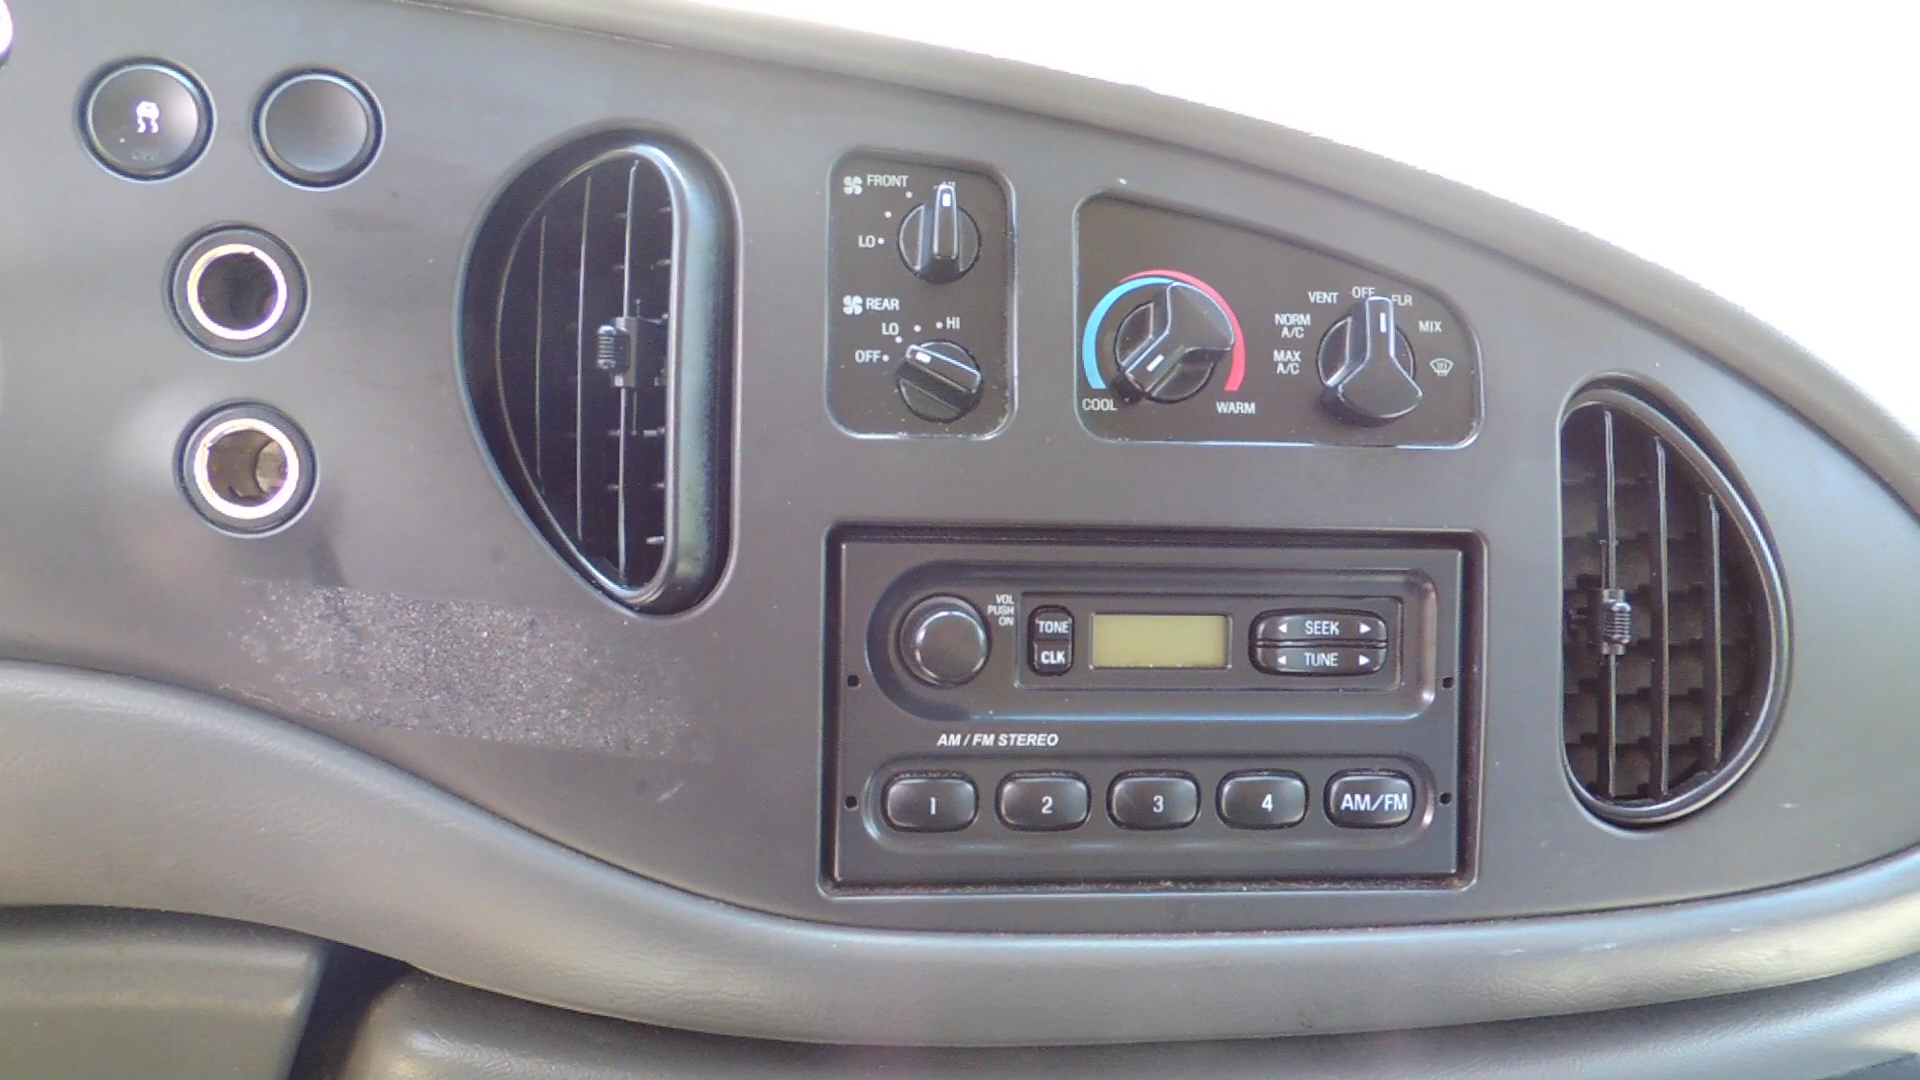 OFF
FRONT
LO
REAR
LO
HI
OFF
VENT
OFF
FLR
NORM
A/C
MIX
MAX
A/C
COOL
WARM
VOL
PUSH
ON
TONE
SEEK
CLK
TUNE
AM / FM STEREO
1
2
3
4
AM/FM